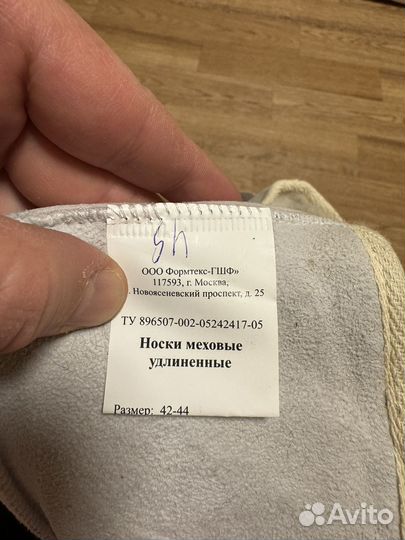 ООО Формтекс-ГШФ»
117593, г. Москва,
. Новоясеневский проспект, д. 25
ТУ 896507-002-05242417-05
Носки меховые
удлиненные
Размер: 42-44
Avito